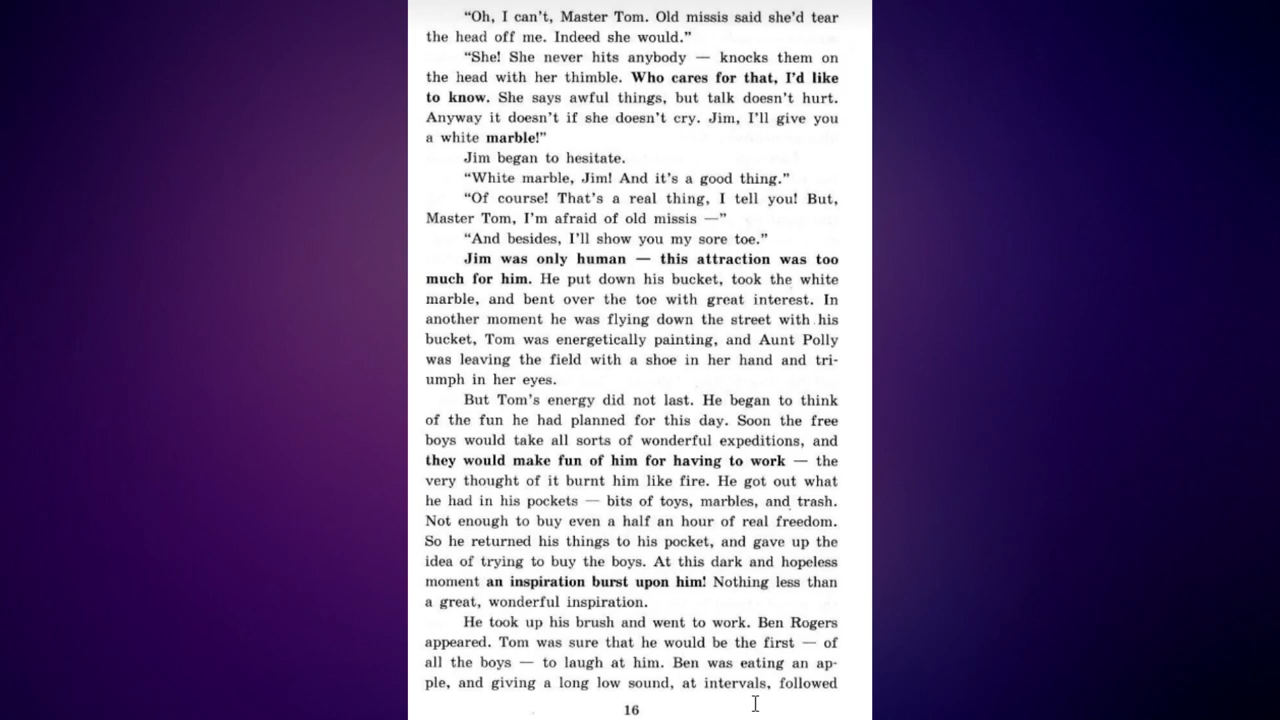 “Oh, I can’t, Master Tom. Old missis said she’d tear
the head off me. Indeed she would.”
“She! She never hits anybody — knocks them on
the head with her thimble. Who cares for that, I’d like
to know. She says awful things, but talk doesn’t hurt.
Anyway it doesn’t if she doesn’t cry. Jim, I’ll give you
a white marble!”
Jim began to hesitate.
“White marble, Jim! And it’s a good thing.”
“Of course! That’s a real thing, I tell you! But,
Master Tom, I’m afraid of old missis —”
“And besides, I’ll show you my sore toe.”
Jim was only human — this attraction was too
much for him. He put down his bucket, took the white
marble, and bent over the toe with great interest. In
another moment he was flying down the street with his
bucket, Tom was energetically painting, and Aunt Polly
was leaving the field with a shoe in her hand and tri-
umph in her eyes.
But Tom’s energy did not last. He began to think
of the fun he had planned for this day. Soon the free
boys would take all sorts of wonderful expeditions, and
they would make fun of him for having to work — the
very thought of it burnt him like fire. He got out what
he had in his pockets — bits of toys, marbles, and trash.
Not enough to buy even a half an hour of real freedom.
So he returned his things to his pocket, and gave up the
idea of trying to buy the boys. At this dark and hopeless
moment an inspiration burst upon him! Nothing less than
a great, wonderful inspiration.
He took up his brush and went to work. Ben Rogers
appeared. Tom was sure that he would be the first — of
all the boys — to laugh at him. Ben was eating an ap-
ple, and giving a long low sound, at intervals, followed
16